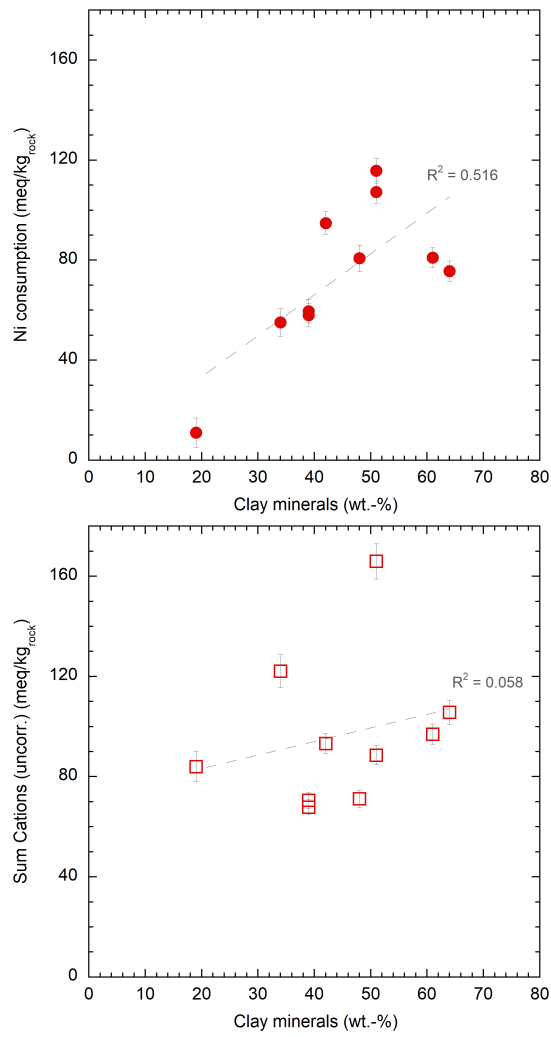 160
120
80
40
0
Ni consumption (meq/kg_rock)
R² = 0.516
0 10 20 30 40 50 60 70 80
Clay minerals (wt.-%)
160
120
80
40
0
Sum Cations (uncorr.) (meq/kg_rock)
R² = 0.058
0 10 20 30 40 50 60 70 80
Clay minerals (wt.-%)